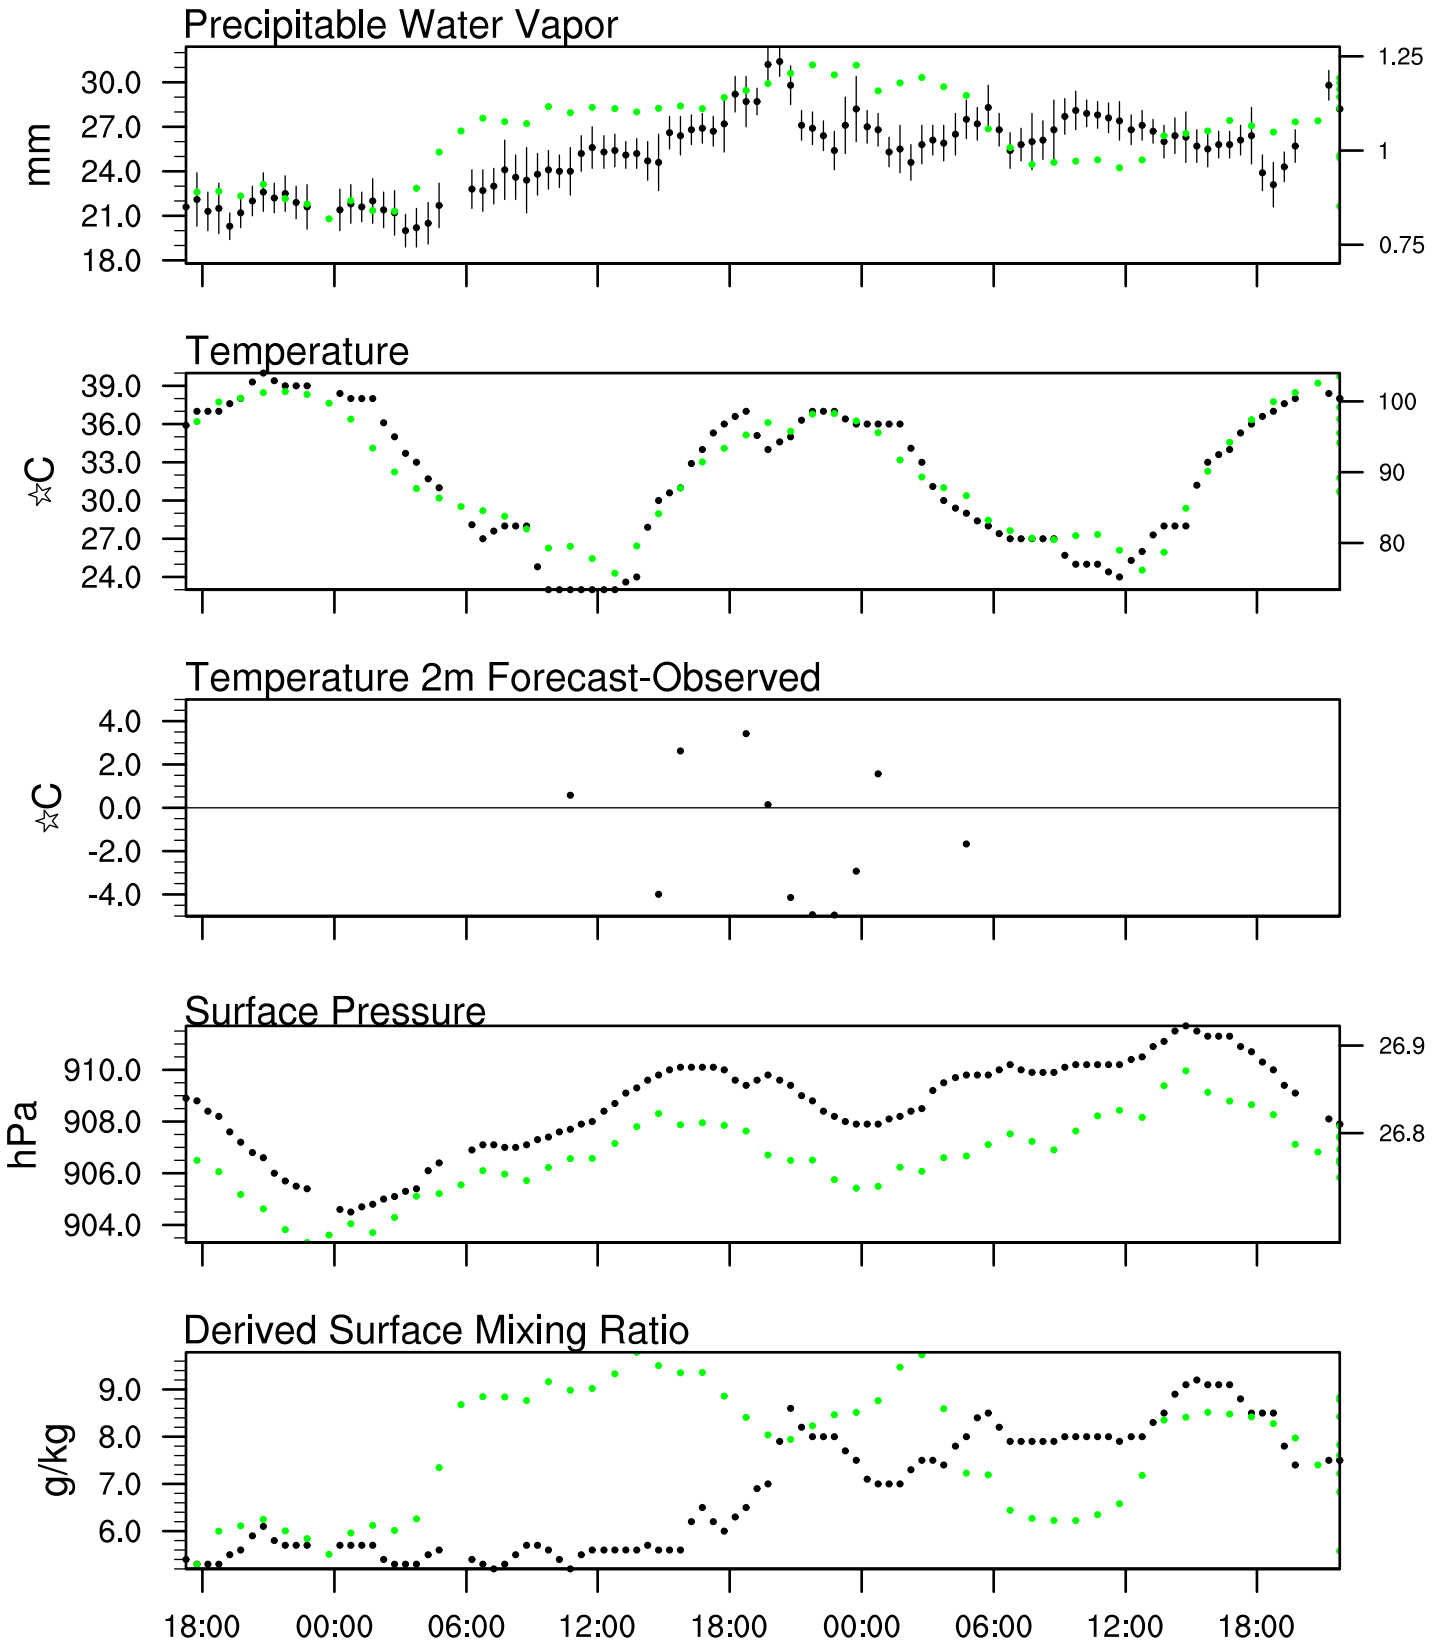 Precipitable Water Vapor
30.0
27.0
24.0
21.0
18.0
mm
1.25
1
0.75
Temperature
39.0
36.0
33.0
30.0
27.0
24.0
☆C
100
90
80
Temperature 2m Forecast-Observed
4.0
2.0
0.0
-2.0
-4.0
☆C
Surface Pressure
910.0
908.0
906.0
904.0
hPa
26.9
26.8
Derived Surface Mixing Ratio
9.0
8.0
7.0
6.0
g/kg
18:00 00:00 06:00 12:00 18:00 00:00 06:00 12:00 18:00